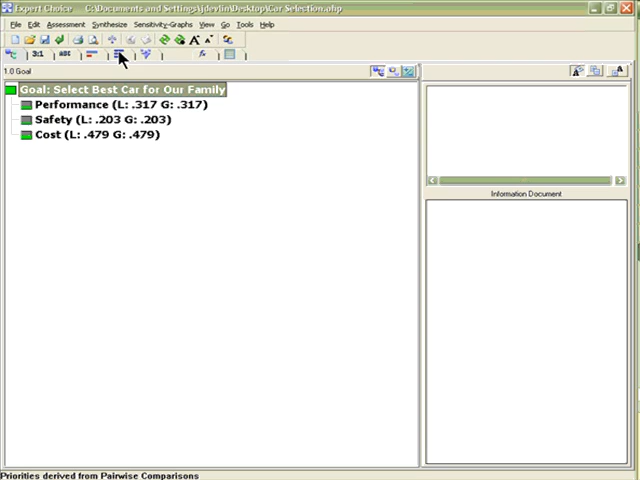 Expert Choice C:\Documents and Settings\jdevlin\Desktop\Car Selection.ahp
File Edit Assessment Synthesize Sensitivity-Graphs View Go Tools Help
3:1 ABC
1.0 Goal
Goal: Select Best Car for Our Family
Performance (L: .317 G: .317)
Safety (L: .203 G: .203)
Cost (L: .479 G: .479)
Information Document
Priorities derived from Pairwise Comparisons